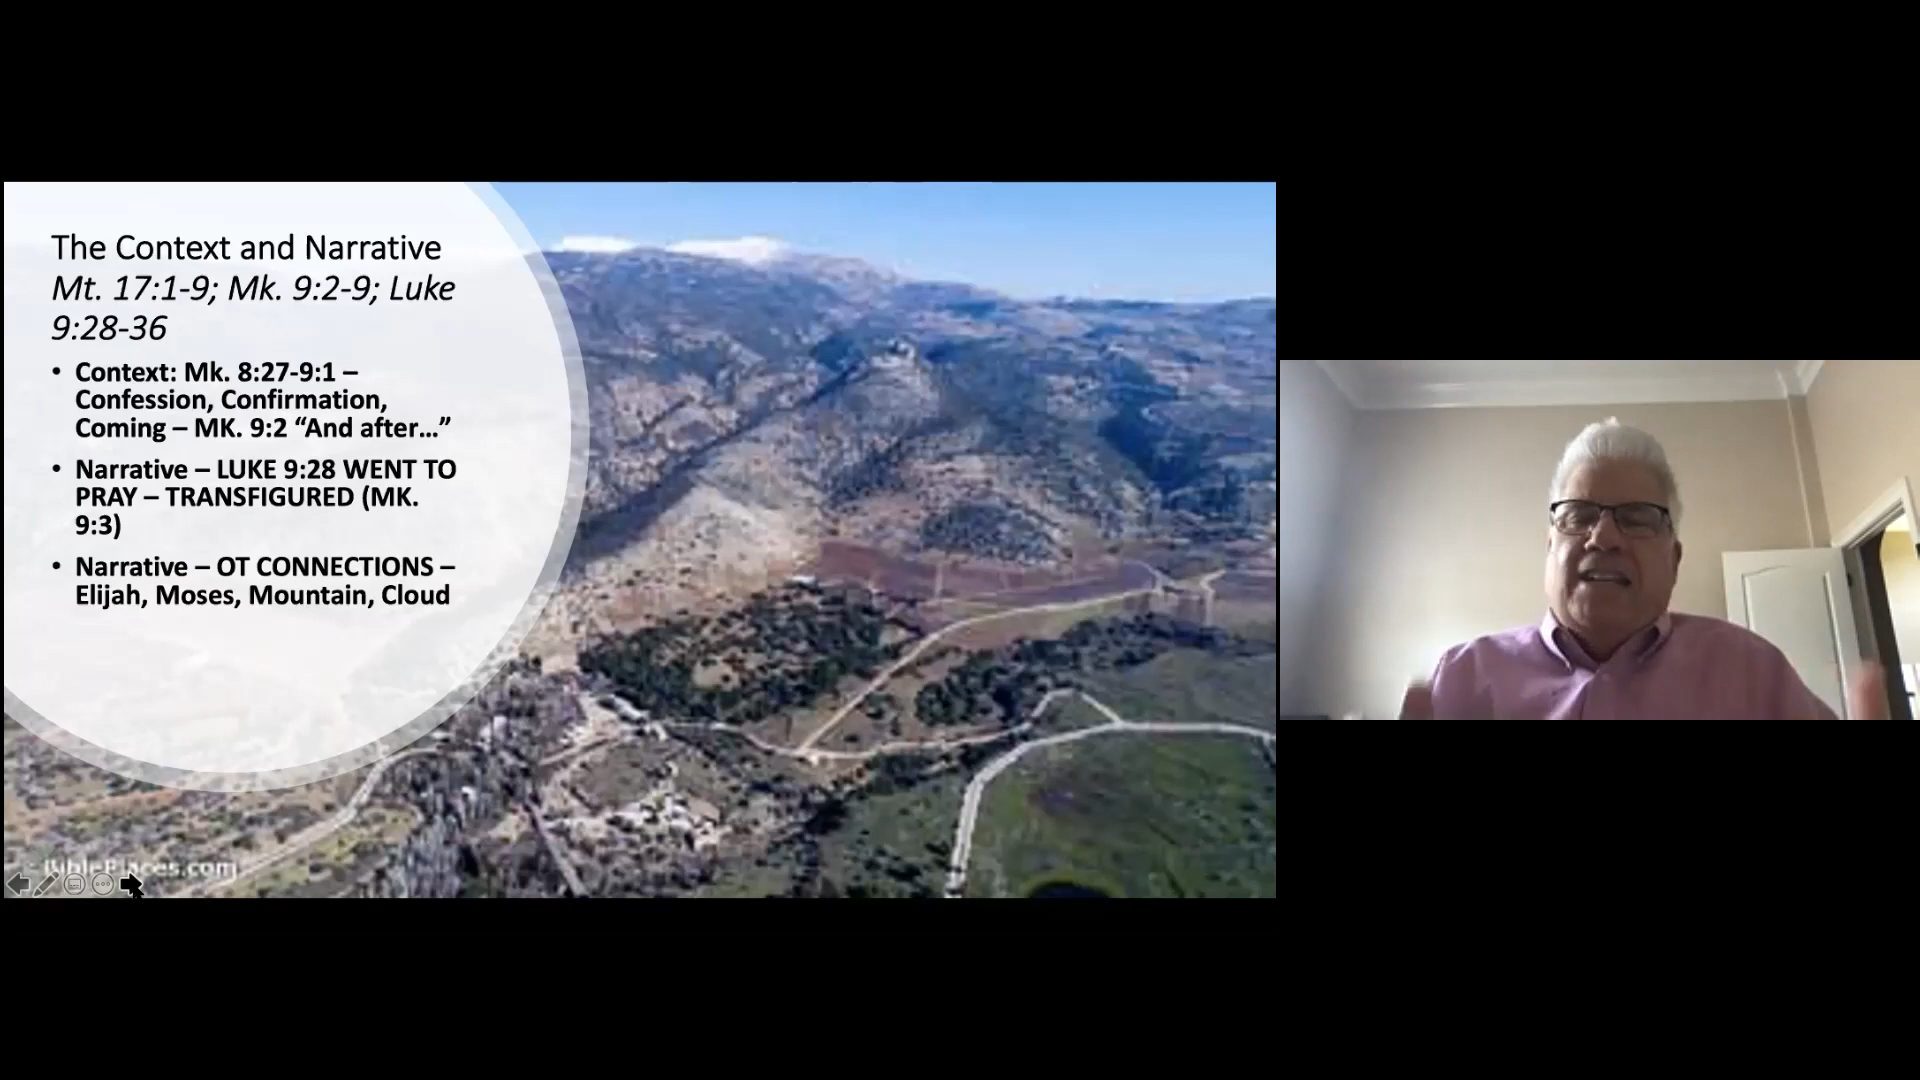 The Context and Narrative
Mt. 17:1-9; Mk. 9:2-9; Luke
9:28-36
• Context: Mk. 8:27-9:1 –
Confession, Confirmation,
Coming – MK. 9:2 “And after…”
• Narrative – LUKE 9:28 WENT TO
PRAY – TRANSFIGURED (MK.
9:3)
• Narrative – OT CONNECTIONS –
Elijah, Moses, Mountain, Cloud
BiblePlaces.com